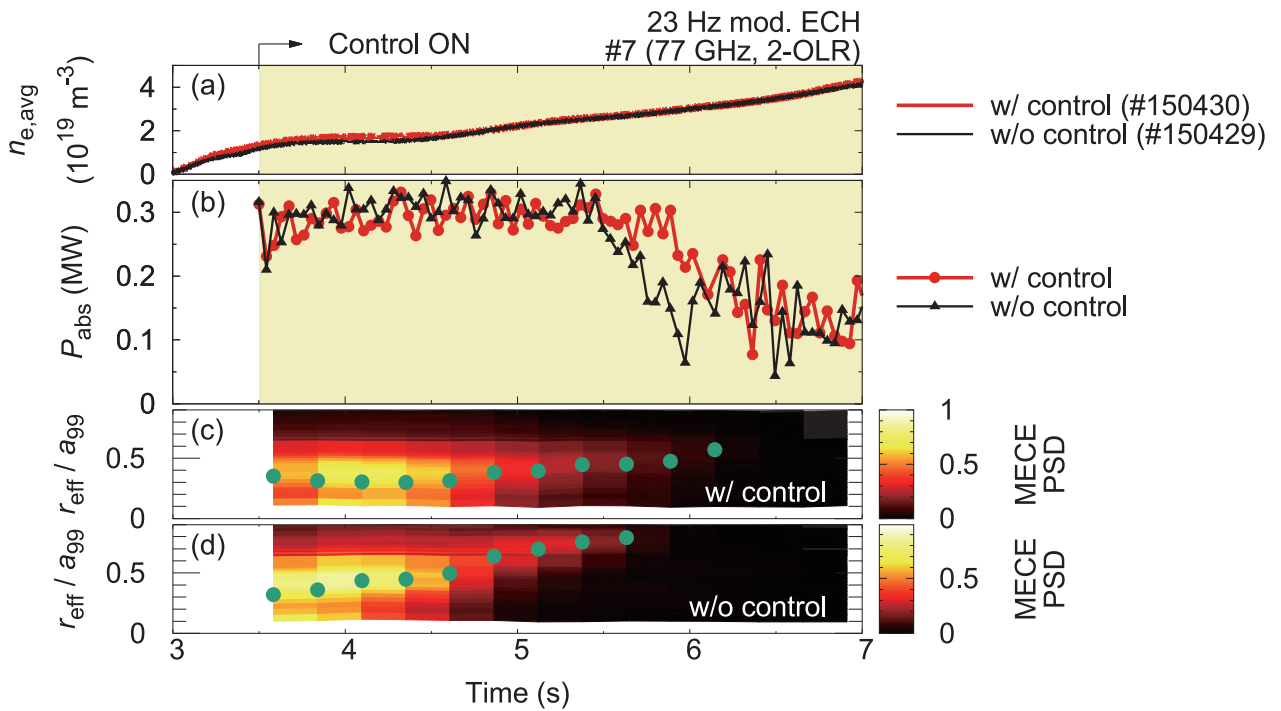 23 Hz mod. ECH
Control ON
#7 (77 GHz, 2-OLR)
(a)
n_e,avg
(10^19 m^-3)
4
2
0
w/ control (#150430)
w/o control (#150429)
(b)
P_abs (MW)
0.3
0.2
0.1
0
w/ control
w/o control
(c)
r_eff / a_99
0.5
0
w/ control
1
0.5
0
MECE
PSD
(d)
r_eff / a_99
0.5
0
w/o control
0.5
0
MECE
PSD
3 4 5 6 7
Time (s)